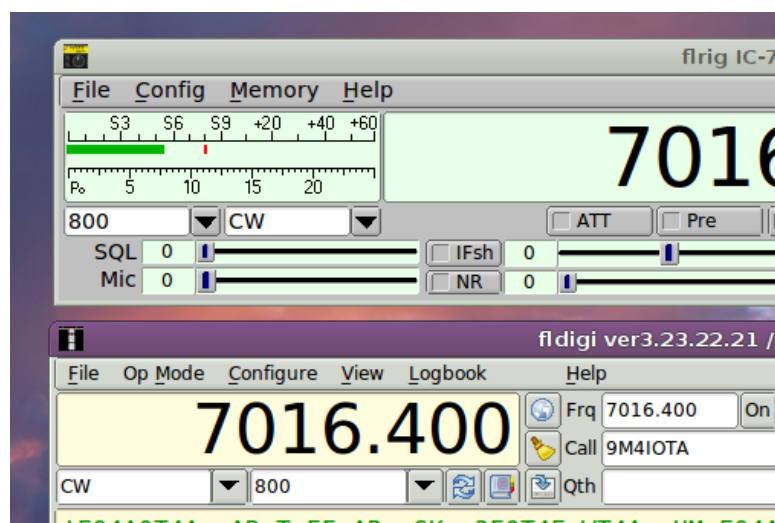 flrig IC-7
File Config Memory Help
S3 S6 S9 +20 +40 +60
Po 5 10 15 20
7016
800 CW ATT Pre
SQL 0 IFsh 0
Mic 0 NR 0
fldigi ver3.23.22.21 /
File Op Mode Configure View Logbook Help
7016.400 Frq 7016.400 On
Call 9M4IOTA
CW 800 Qth